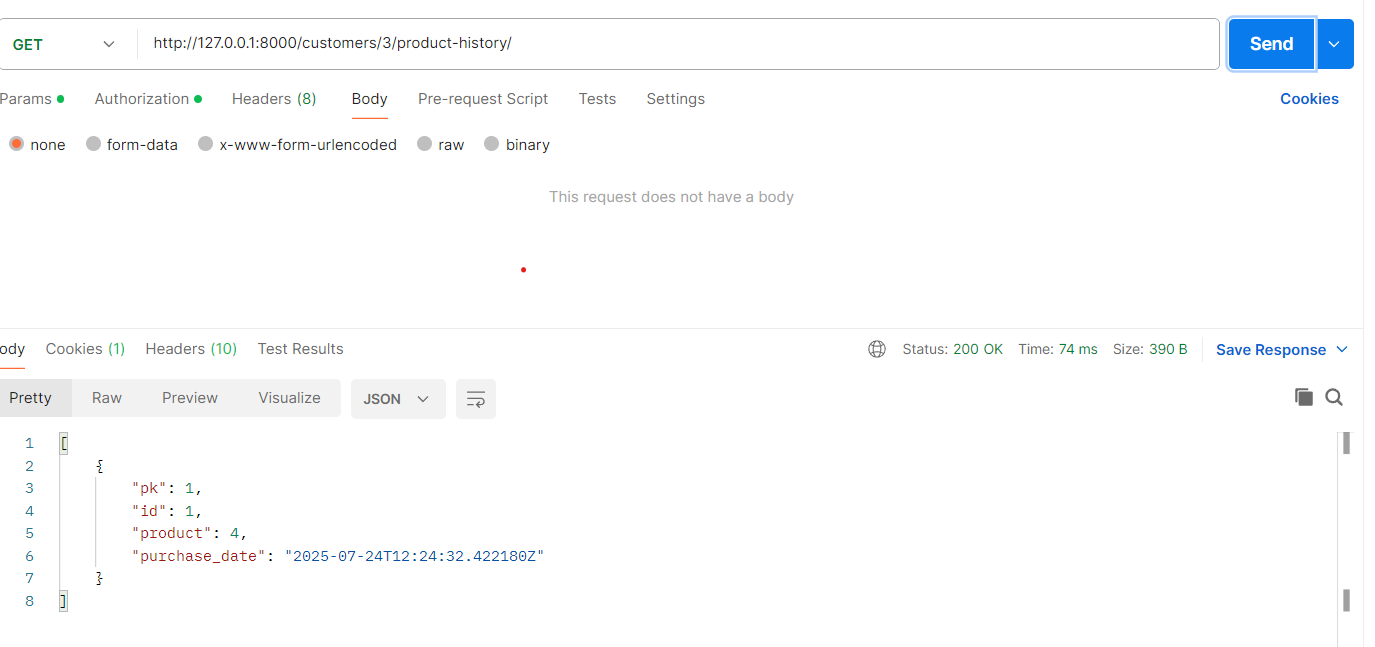 GET http://127.0.0.1:8000/customers/3/product-history/ Send
Params Authorization Headers (8) Body Pre-request Script Tests Settings Cookies
none form-data x-www-form-urlencoded raw binary
This request does not have a body
ody Cookies (1) Headers (10) Test Results Status: 200 OK Time: 74 ms Size: 390 B Save Response
Pretty Raw Preview Visualize JSON
1 [
2 {
3 "pk": 1,
4 "id": 1,
5 "product": 4,
6 "purchase_date": "2025-07-24T12:24:32.422180Z"
7 }
8 ]